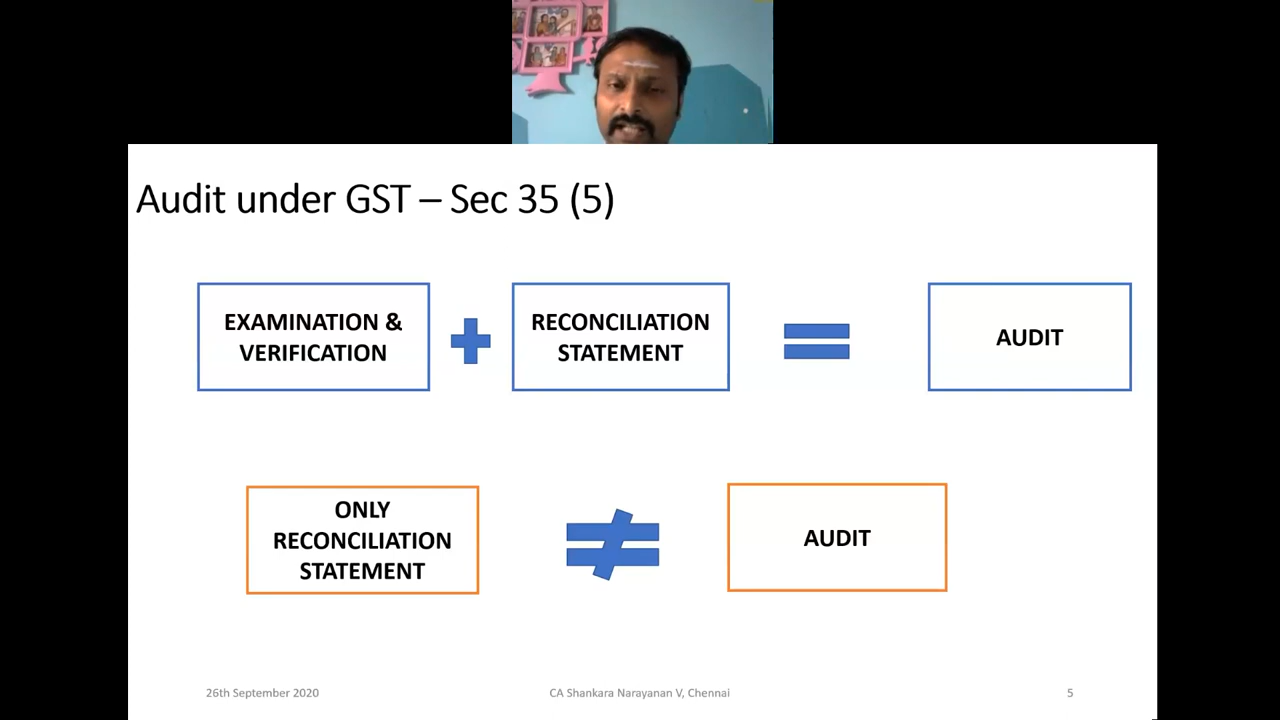 Audit under GST – Sec 35 (5)
EXAMINATION &
VERIFICATION
RECONCILIATION
STATEMENT
AUDIT
ONLY
RECONCILIATION
STATEMENT
AUDIT
26th September 2020
CA Shankara Narayanan V, Chennai
5